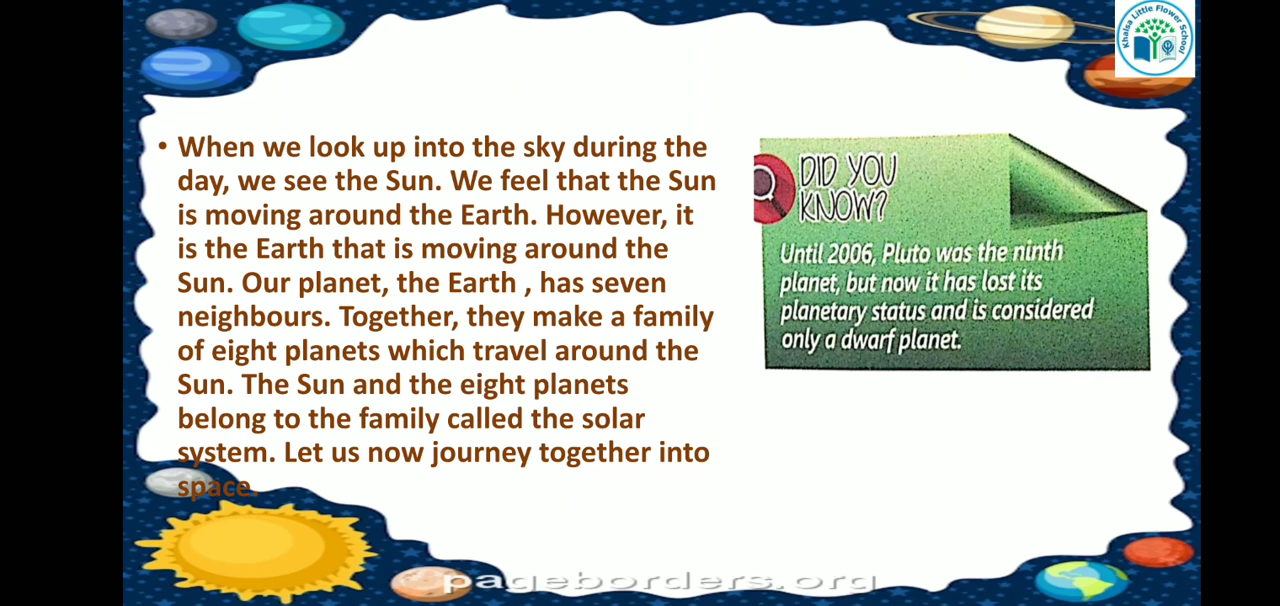 Khalsa Little Flower School
• When we look up into the sky during the
day, we see the Sun. We feel that the Sun
is moving around the Earth. However, it
is the Earth that is moving around the
Sun. Our planet, the Earth , has seven
neighbours. Together, they make a family
of eight planets which travel around the
Sun. The Sun and the eight planets
belong to the family called the solar
system. Let us now journey together into
space.
DID YOU
KNOW?
Until 2006, Pluto was the ninth
planet, but now it has lost its
planetary status and is considered
only a dwarf planet.
pageborders.org